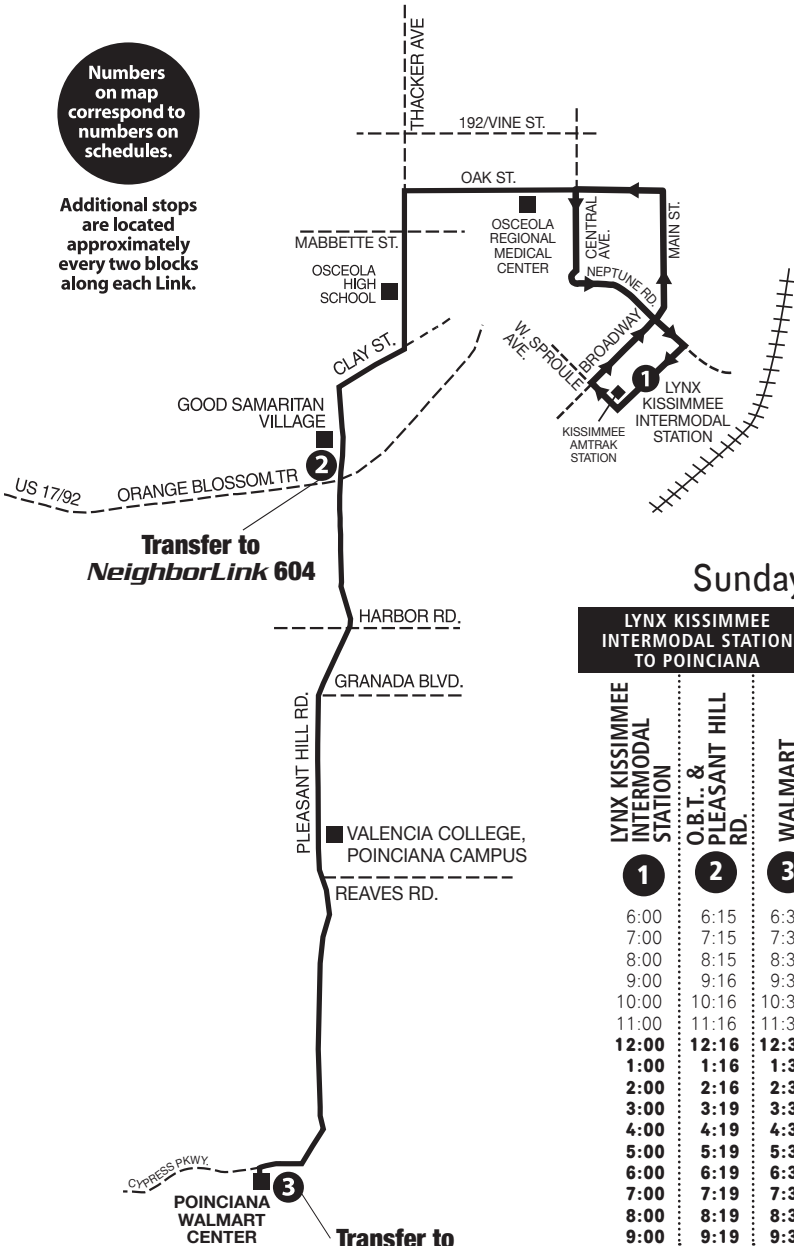 Numbers
on map
correspond to
numbers on
schedules.
Additional stops
are located
approximately
every two blocks
along each Link.
THACKER AVE
192/VINE ST.
OAK ST.
MABBETTE ST.
OSCEOLA
HIGH
SCHOOL
OSCEOLA
REGIONAL
MEDICAL
CENTER
CENTRAL
AVE.
MAIN ST.
NEPTUNE RD.
BROADWAY
W. SPROULE
AVE.
1
LYNX
KISSIMMEE
INTERMODAL
STATION
KISSIMMEE
AMTRAK
STATION
CLAY ST.
GOOD SAMARITAN
VILLAGE
2
US 17/92
ORANGE BLOSSOM TR
Transfer to
NeighborLink 604
HARBOR RD.
GRANADA BLVD.
PLEASANT HILL RD.
VALENCIA COLLEGE,
POINCIANA CAMPUS
REAVES RD.
CYPRESS PKWY.
3
POINCIANA
WALMART
CENTER
Transfer to
Sunday
LYNX KISSIMMEE
INTERMODAL STATION
TO POINCIANA
LYNX KISSIMMEE
INTERMODAL
STATION
O.B.T.. &
PLEASANT HILL
RD.
WALMART
1 2 3
6:00 6:15
7:00 7:15
8:00 8:15
9:00 9:16
10:00 10:16
11:00 11:16
12:00 12:16
1:00 1:16
2:00 2:16
3:00 3:19
4:00 4:19
5:00 5:19
6:00 6:19
7:00 7:19
8:00 8:19
9:00 9:19